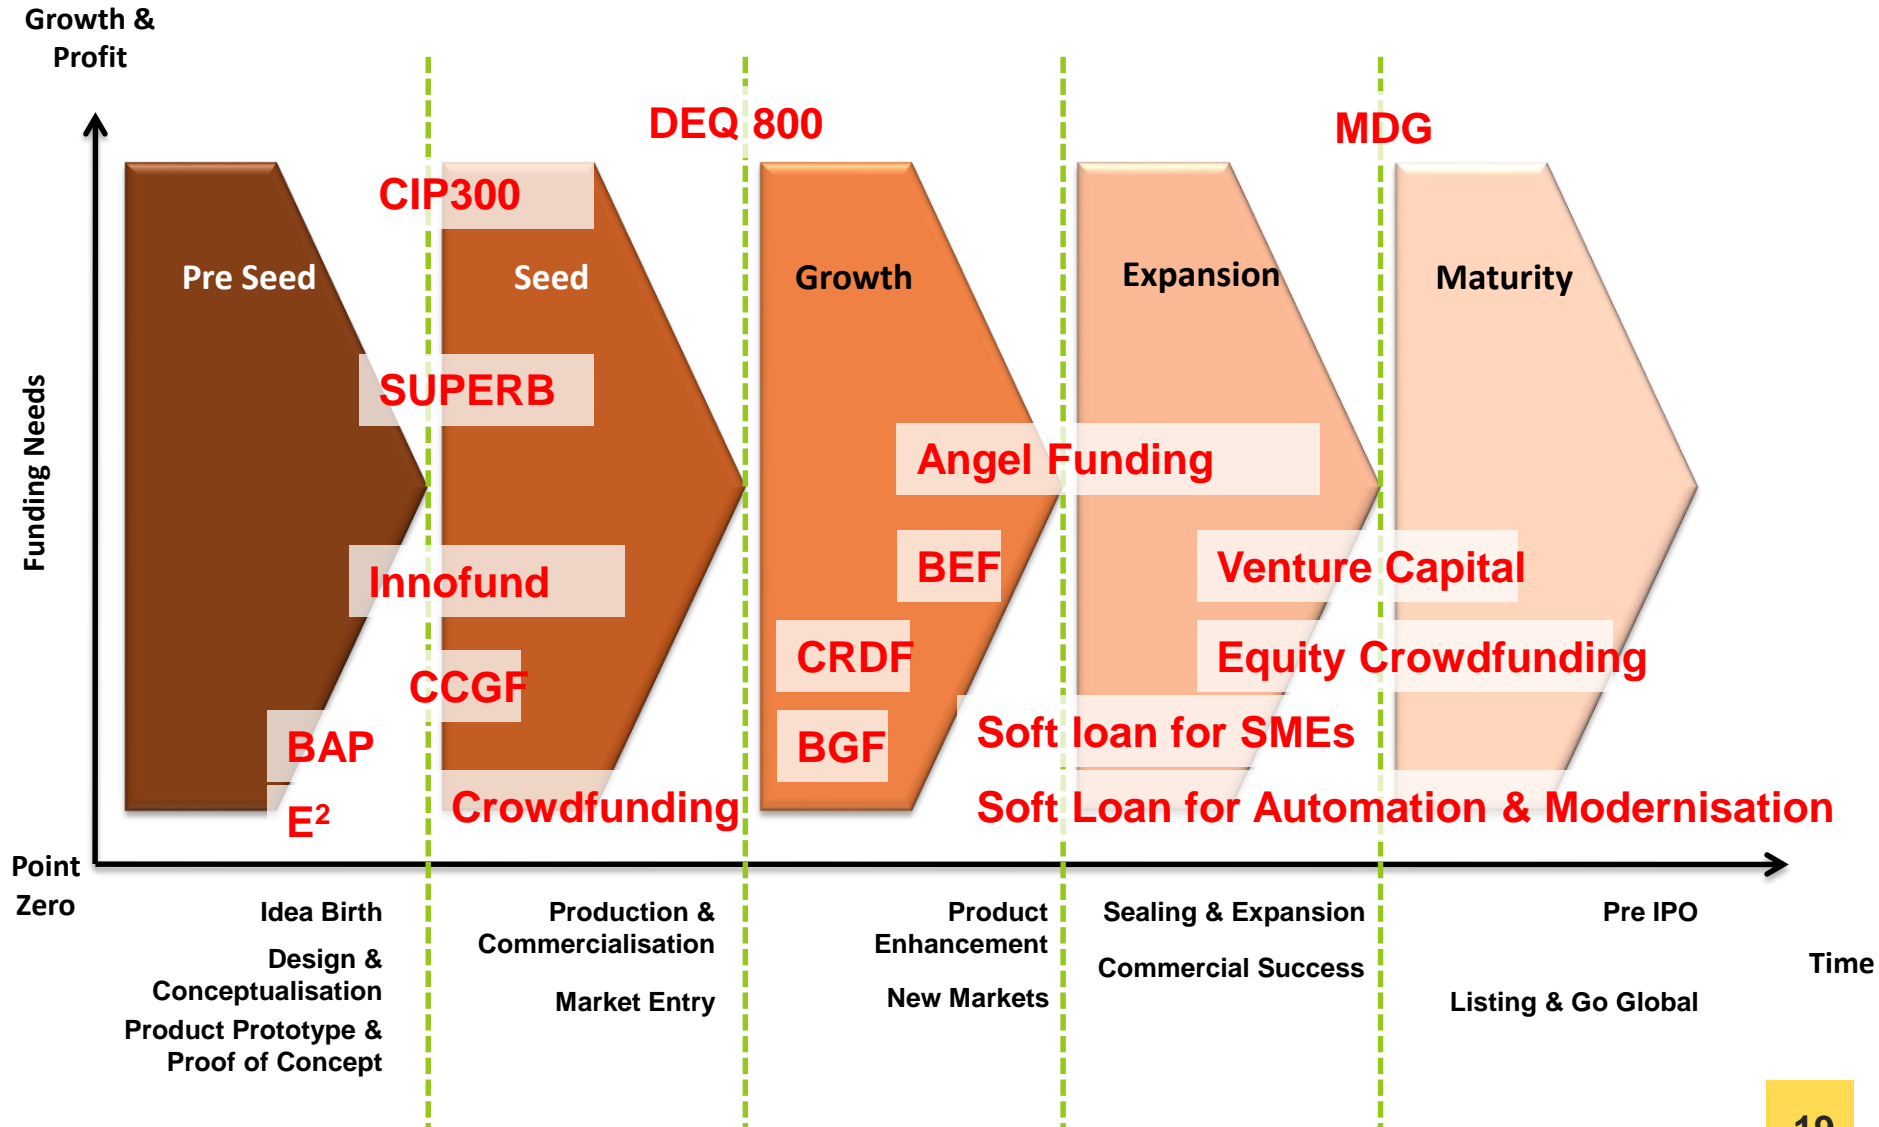 Growth &
Profit
DEQ 800
MDG
CIP300
Pre Seed
Seed
Growth
Expansion
Maturity
SUPERB
Funding Needs
Angel Funding
Innofund
BEF
Venture Capital
CCGF
CRDF
Equity Crowdfunding
BAP
BGF
Soft loan for SMEs
E²
Crowdfunding
Soft Loan for Automation & Modernisation
Point
Zero
Idea Birth
Design &
Conceptualisation
Product Prototype &
Proof of Concept
Production &
Commercialisation
Market Entry
Product
Enhancement
New Markets
Sealing & Expansion
Commercial Success
Pre IPO
Listing & Go Global
Time
19